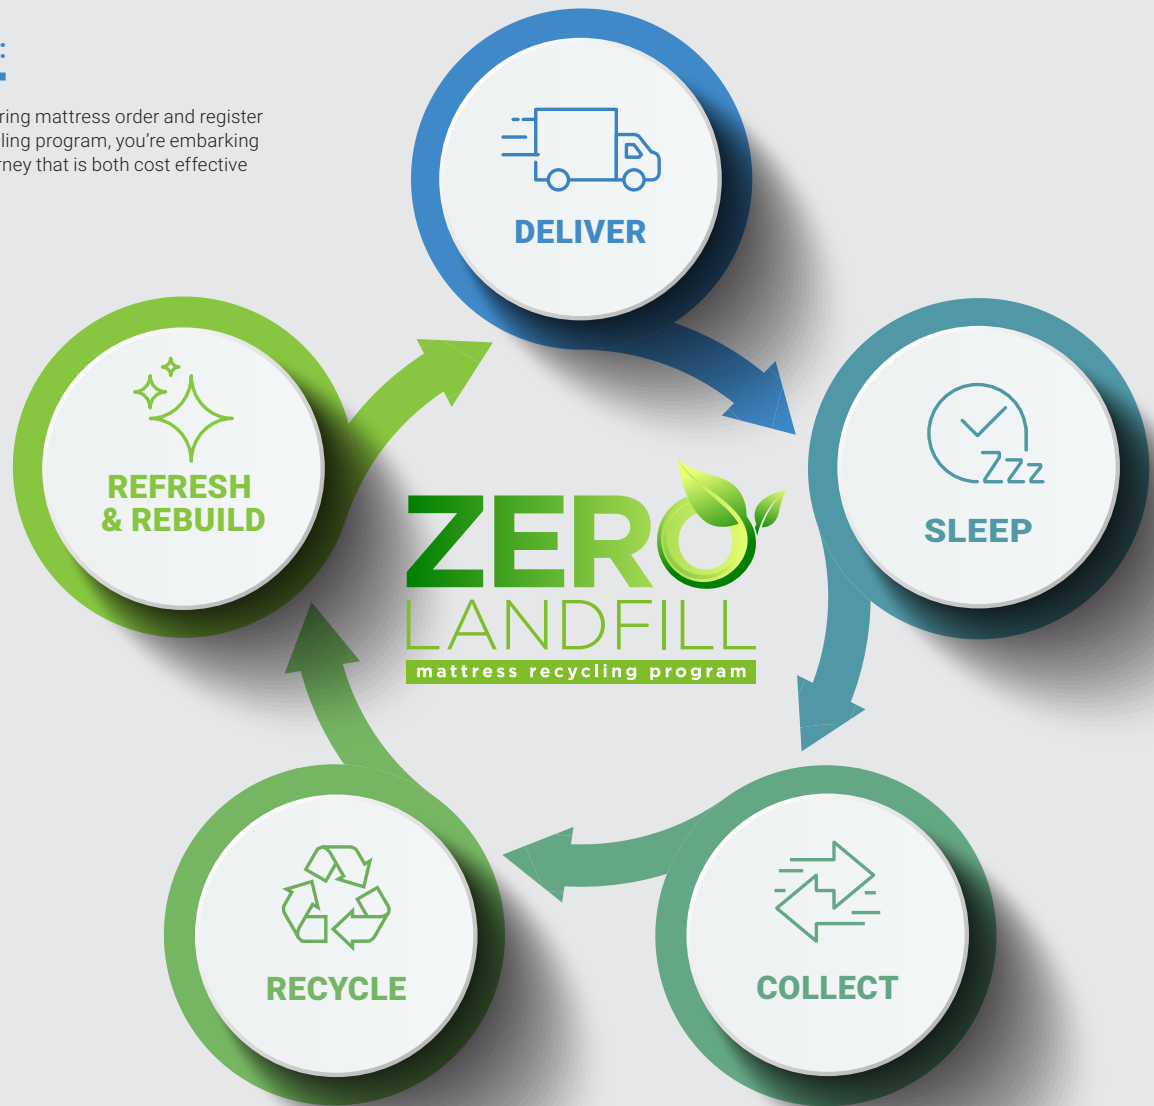 :
ring mattress order and register
ling program, you're embarking
rney that is both cost effective
DELIVER
REFRESH
& REBUILD
ZZZ
SLEEP
ZERO
LANDFILL
mattress recycling program
RECYCLE
COLLECT